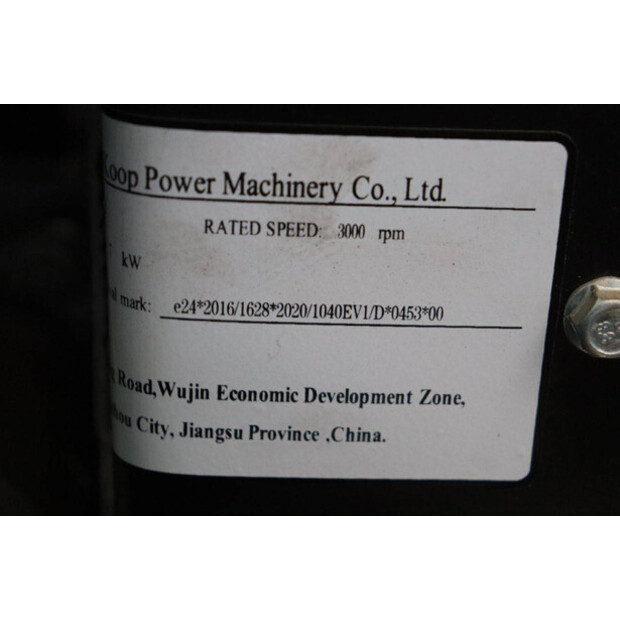 Koop Power Machinery Co., Ltd.
RATED SPEED: 3000 rpm
kW
mark: e24*2016/1628*2020/1040EV1/D*0453*00
Road,Wujin Economic Development Zone,
City, Jiangsu Province ,China.